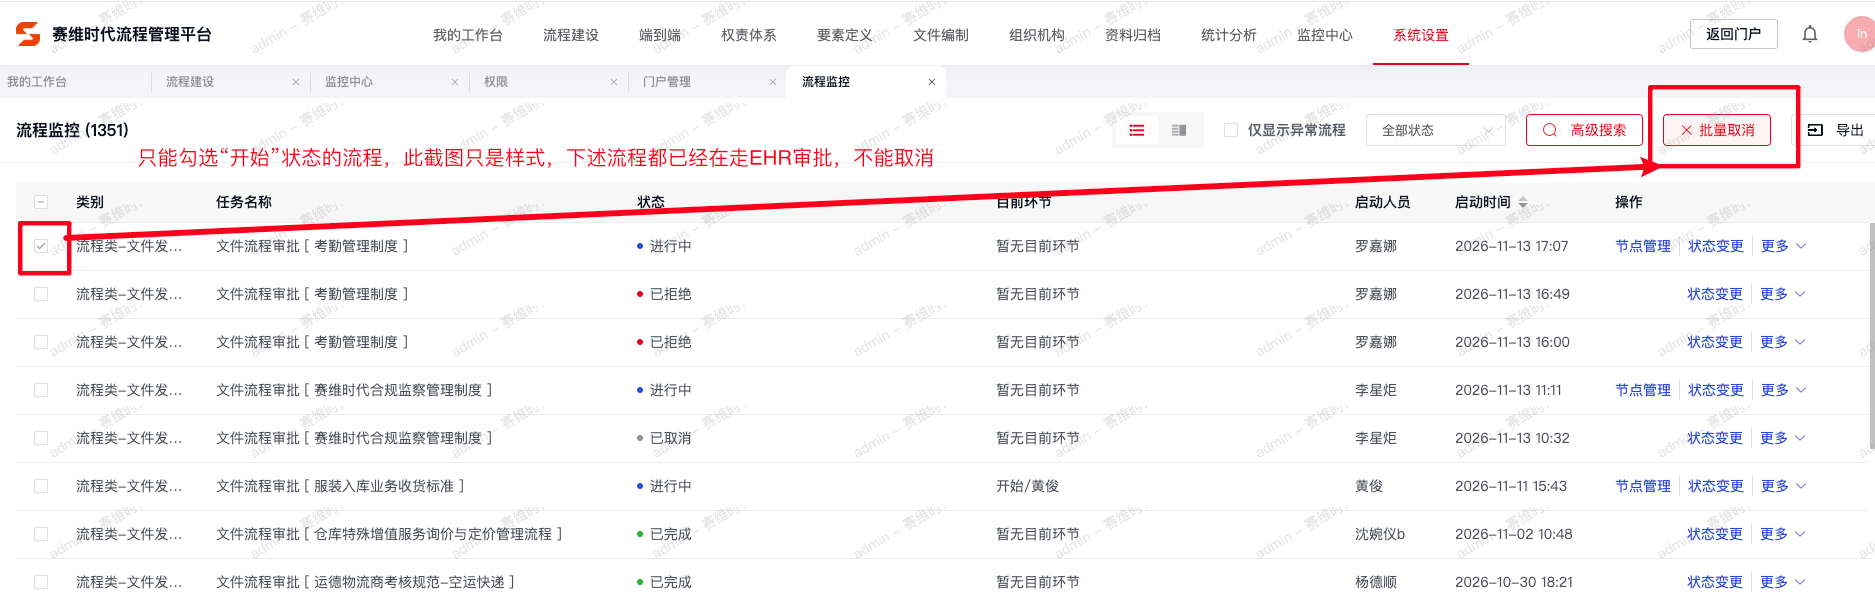 赛维时代流程管理平台 我的工作台 流程建设 端到端 权责体系 要素定义 文件编制 组织机构 资料归档 统计分析 监控中心 系统设置 返回门户 In
我的工作台 流程建设 × 监控中心 × 权限 × 门户管理 × 流程监控 ×
流程监控 (1351) 仅显示异常流程 全部状态 高级搜索 × 批量取消 导出
只能勾选“开始”状态的流程，此截图只是样式，下述流程都已经在走EHR审批，不能取消
类别 任务名称 状态 目前环节 启动人员 启动时间 操作
流程类-文件发... 文件流程审批 [ 考勤管理制度 ] 进行中 暂无目前环节 罗嘉娜 2026-11-13 17:07 节点管理 状态变更 更多
流程类-文件发... 文件流程审批 [ 考勤管理制度 ] 已拒绝 暂无目前环节 罗嘉娜 2026-11-13 16:49 状态变更 更多
流程类-文件发... 文件流程审批 [ 考勤管理制度 ] 已拒绝 暂无目前环节 罗嘉娜 2026-11-13 16:00 状态变更 更多
流程类-文件发... 文件流程审批 [ 赛维时代合规监察管理制度 ] 进行中 暂无目前环节 李星炬 2026-11-13 11:11 节点管理 状态变更 更多
流程类-文件发... 文件流程审批 [ 赛维时代合规监察管理制度 ] 已取消 暂无目前环节 李星炬 2026-11-13 10:32 状态变更 更多
流程类-文件发... 文件流程审批 [ 服装入库业务收货标准 ] 进行中 开始/黄俊 黄俊 2026-11-11 15:43 节点管理 状态变更 更多
流程类-文件发... 文件流程审批 [ 仓库特殊增值服务询价与定价管理流程 ] 已完成 暂无目前环节 沈婉仪b 2026-11-02 10:48 状态变更 更多
流程类-文件发... 文件流程审批 [ 运德物流商考核规范-空运快递 ] 已完成 暂无目前环节 杨德顺 2026-10-30 18:21 状态变更 更多